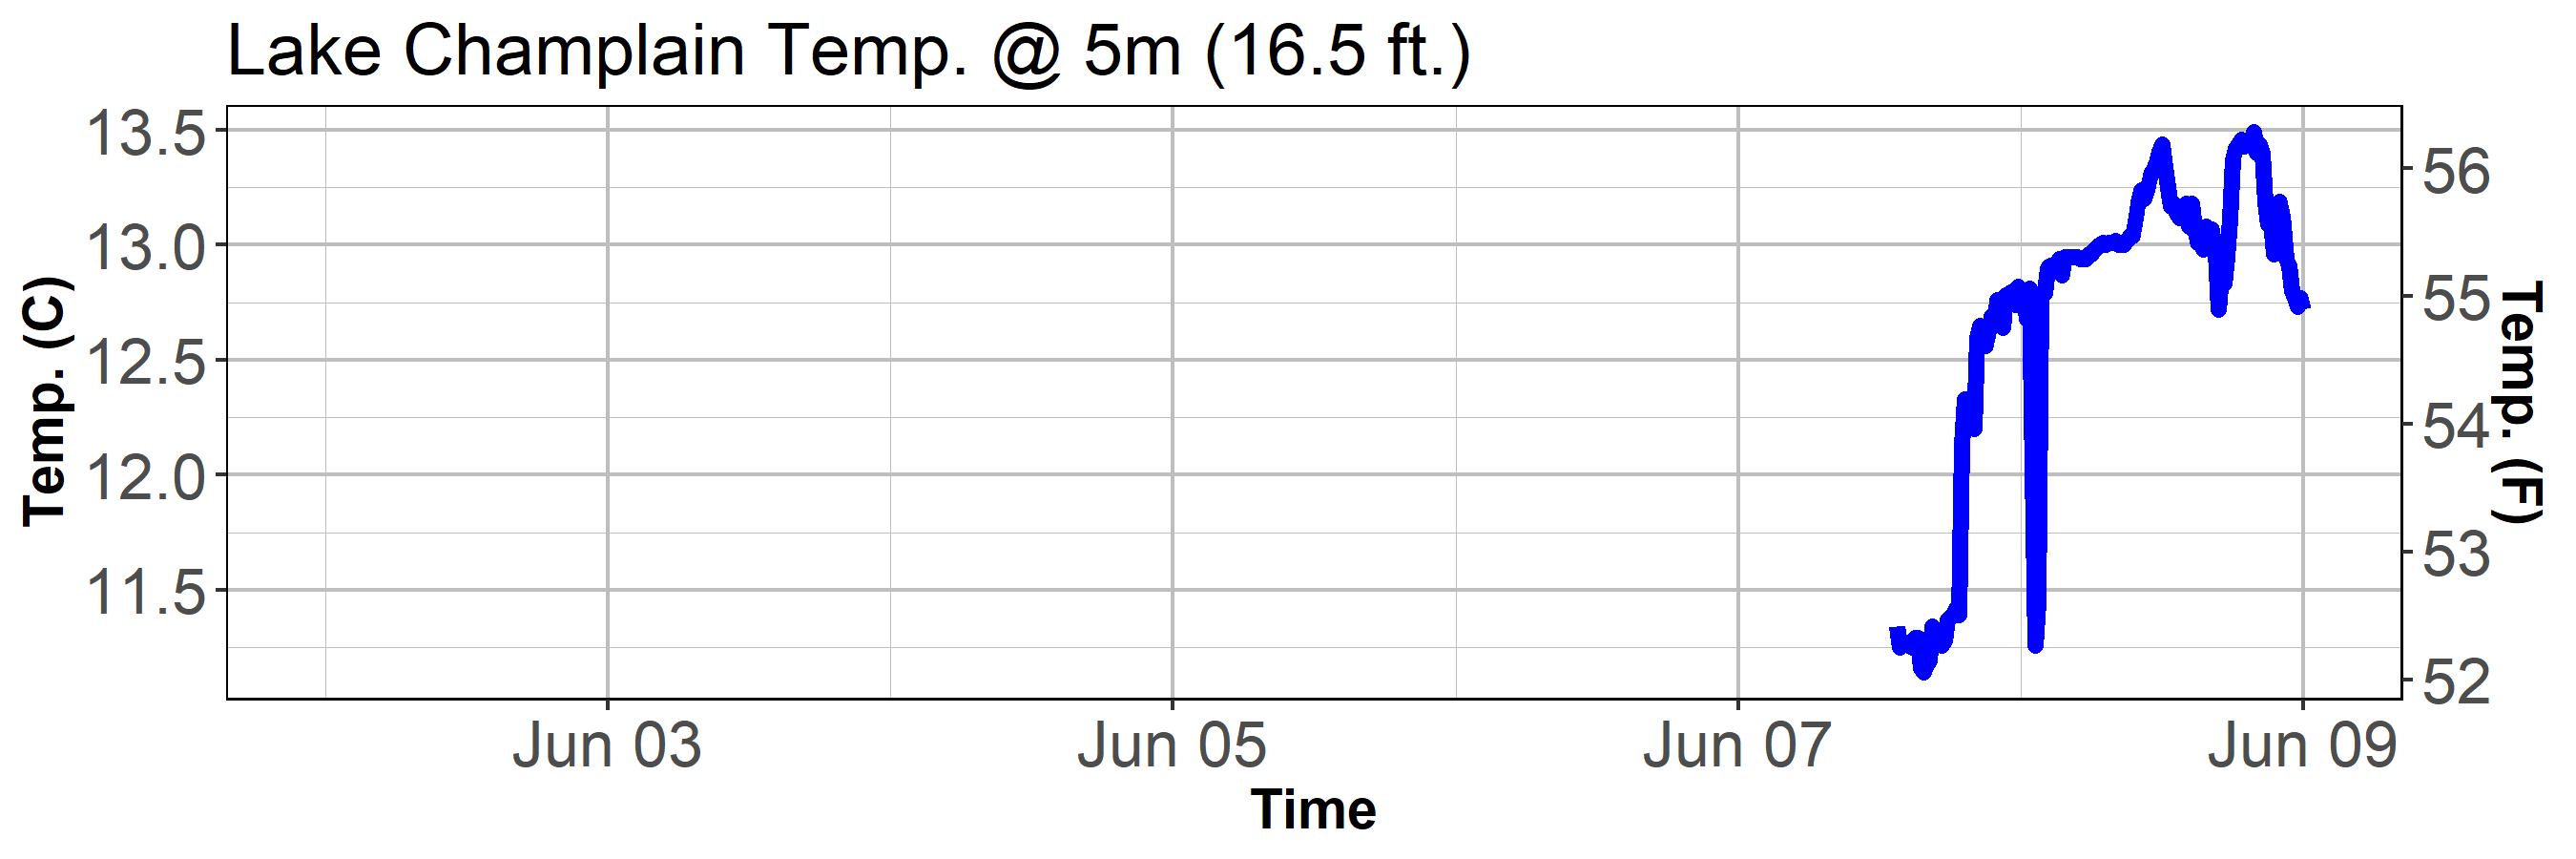 Lake Champlain Temp. @ 5m (16.5 ft.)
13.5
13.0
12.5
12.0
11.5
Temp. (C)
56
55
54
53
52
Temp. (F)
Jun 03 Jun 05 Jun 07 Jun 09
Time